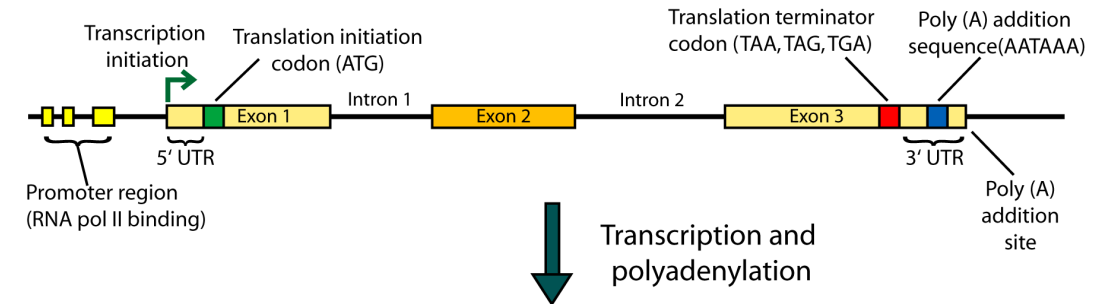 Transcription
initiation
Translation initiation
codon (ATG)
Translation terminator
codon (TAA, TAG, TGA)
Poly (A) addition
sequence(AATAAA)
Exon 1
Intron 1
Exon 2
Intron 2
Exon 3
5‘ UTR
3‘ UTR
Promoter region
(RNA pol II binding)
Poly (A)
addition
site
Transcription and
polyadenylation